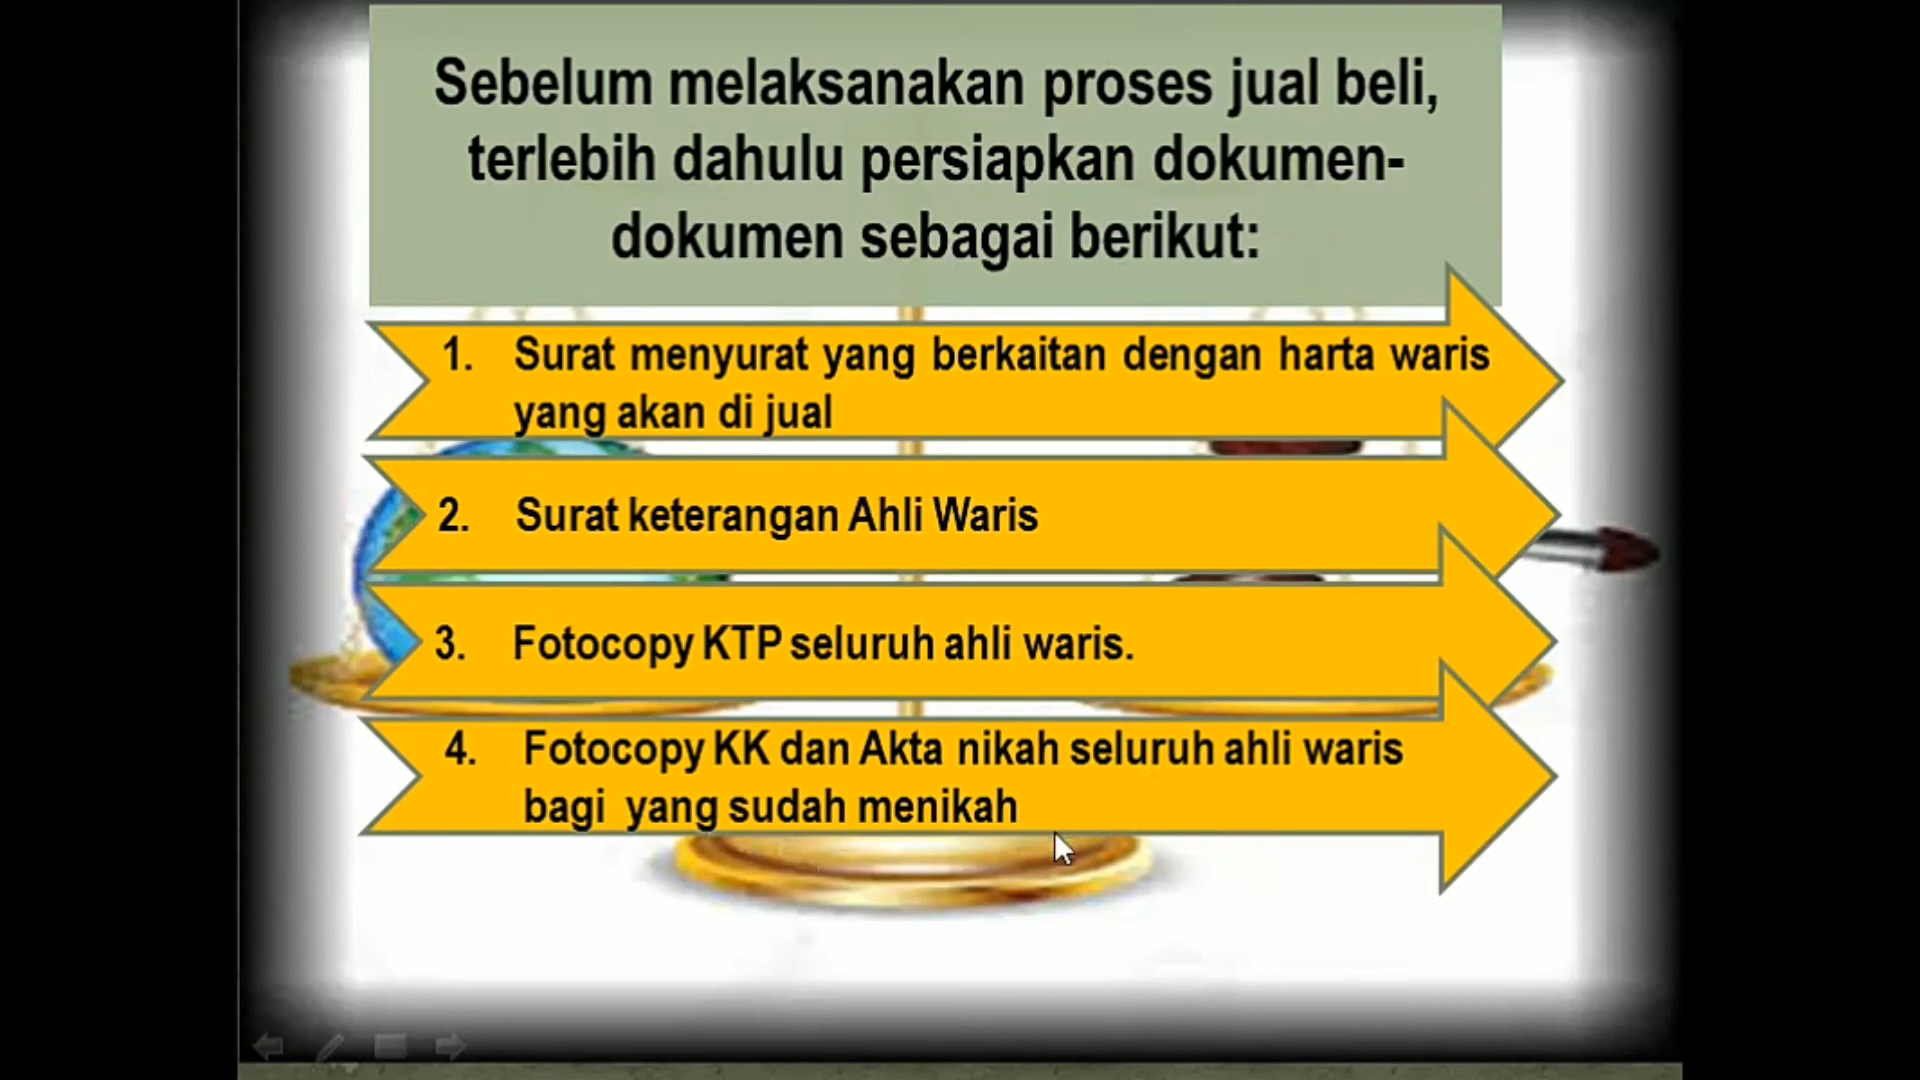 Sebelum melaksanakan proses jual beli,
terlebih dahulu persiapkan dokumen-
dokumen sebagai berikut:
1. Surat menyurat yang berkaitan dengan harta waris
yang akan di jual
2. Surat keterangan Ahli Waris
3. Fotocopy KTP seluruh ahli waris.
4. Fotocopy KK dan Akta nikah seluruh ahli waris
bagi yang sudah menikah